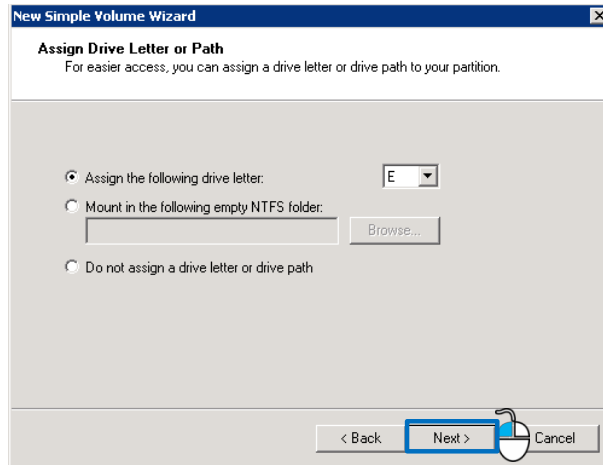 New Simple Volume Wizard
Assign Drive Letter or Path
For easier access, you can assign a drive letter or drive path to your partition.
Assign the following drive letter: E
Mount in the following empty NTFS folder:
Browse...
Do not assign a drive letter or drive path
< Back Next > Cancel